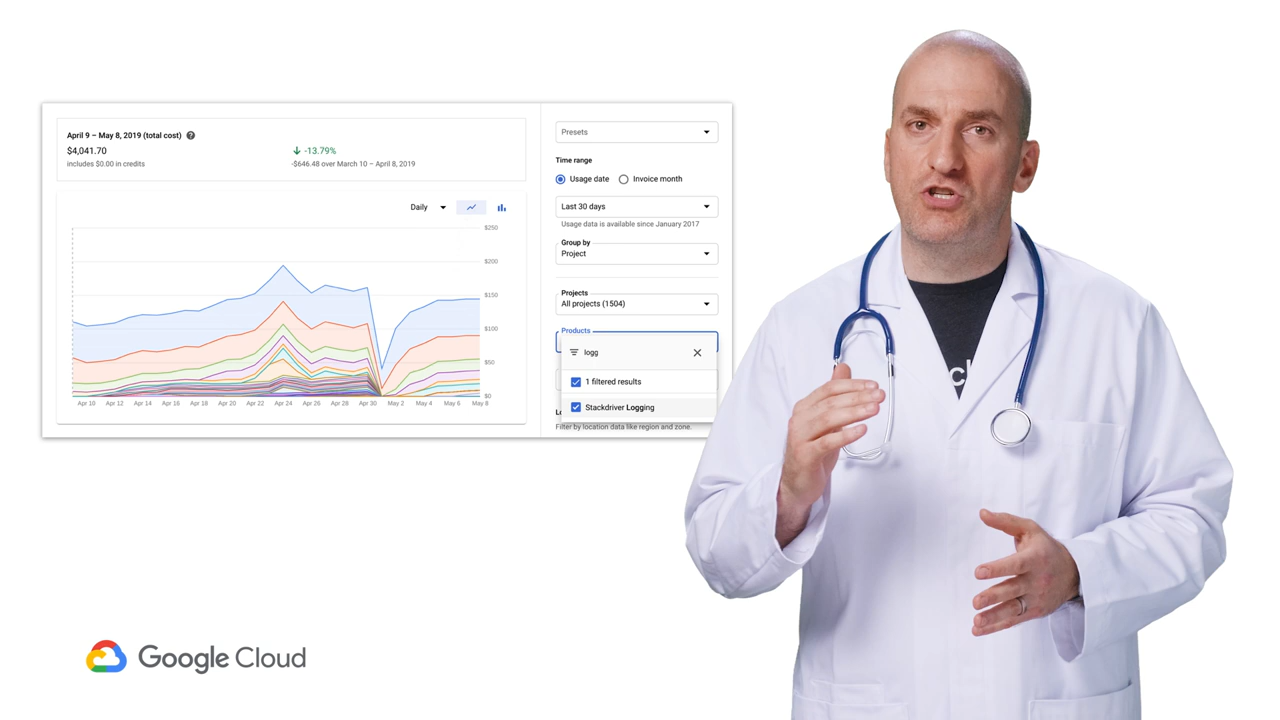 April 9 – May 8, 2019 (total cost)
$4,041.70
includes $0.00 in credits
-13.79%
-$646.48 over March 10 – April 8, 2019
Daily
$250
$200
$150
$100
$50
$0
Apr 10 Apr 12 Apr 14 Apr 16 Apr 18 Apr 20 Apr 22 Apr 24 Apr 26 Apr 28 Apr 30 May 2 May 4 May 6 May 8
Presets
Time range
Usage date Invoice month
Last 30 days
Usage data is available since January 2017
Group by
Project
Projects
All projects (1504)
Products
logg
1 filtered results
Stackdriver Logging
Filter by location data like region and zone.
Google Cloud